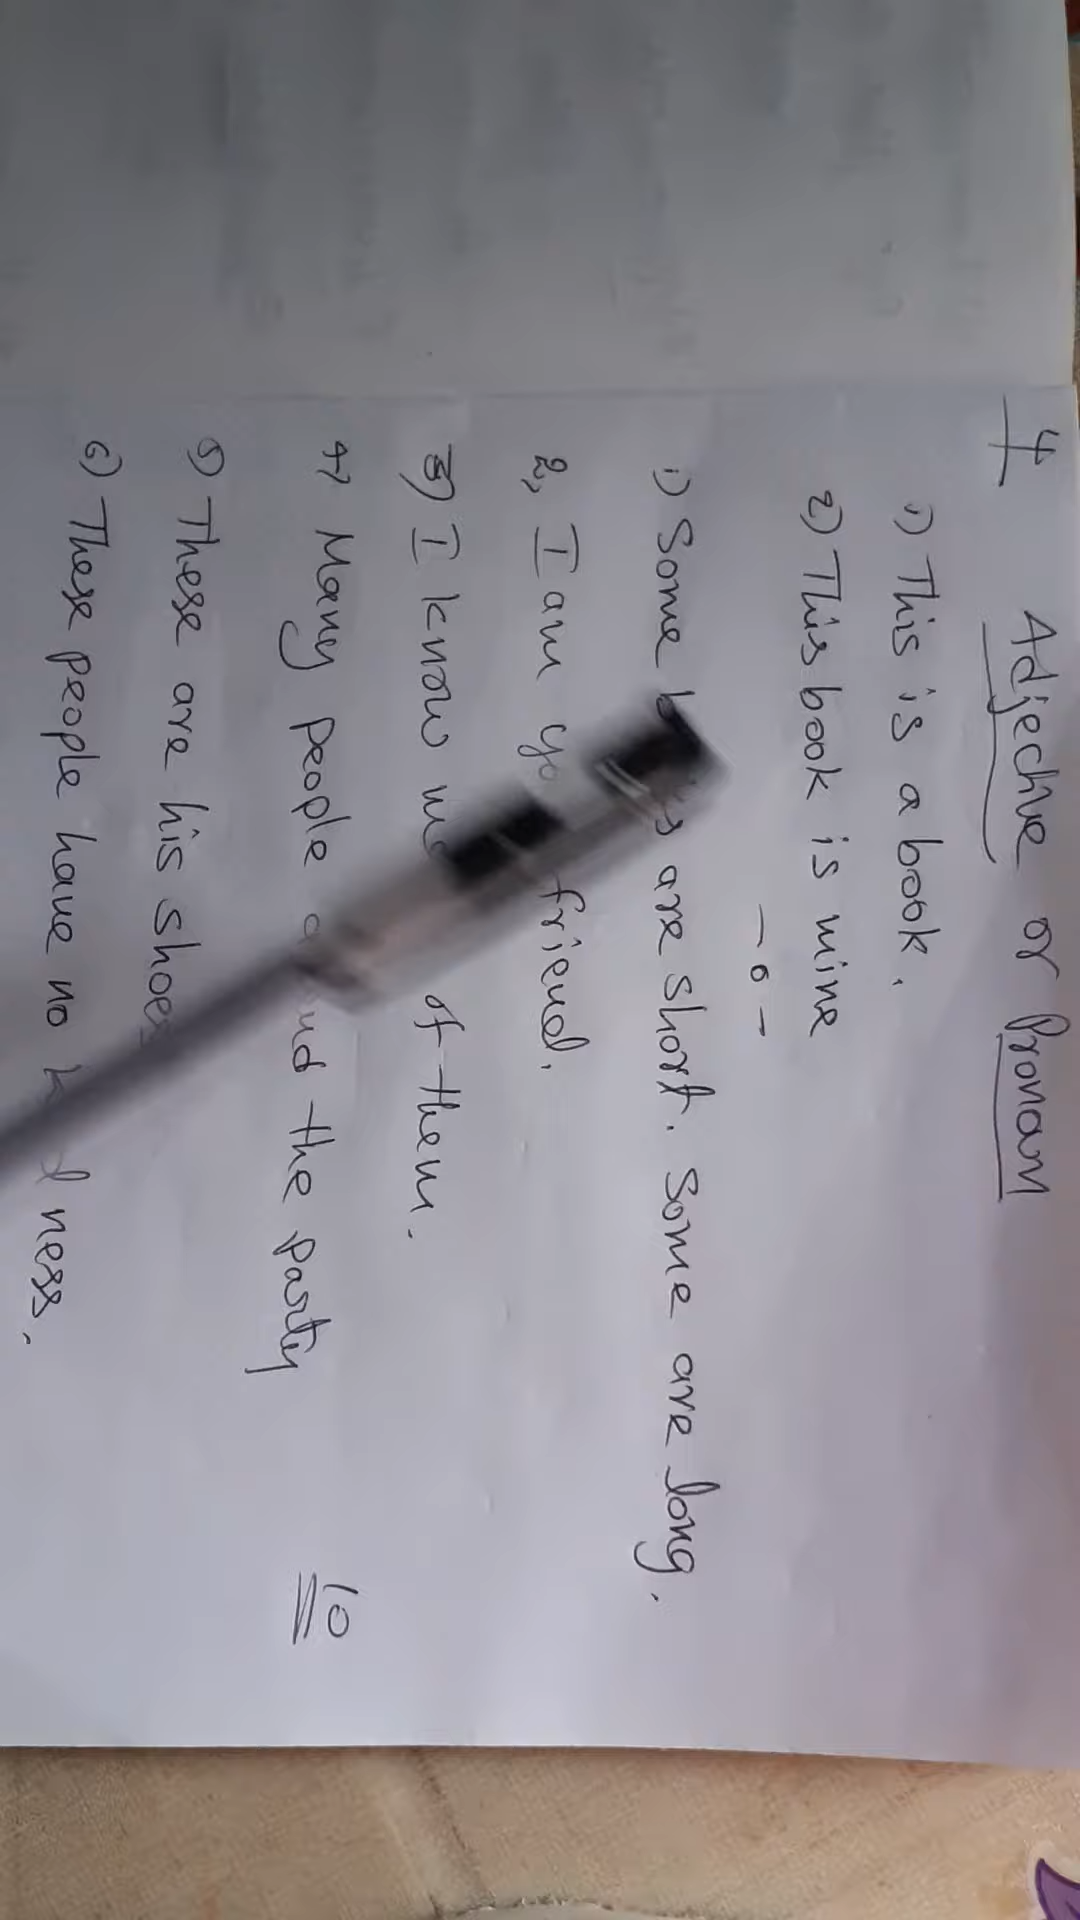 4
Adjective or Pronoun
1) This is a book.
2) This book is mine
- 0 -
1) Some are short. Some are long.
2, I am friend.
3) I know of them.
4) Many people the party
10
5) These are his shoes
6) These people have no ness.